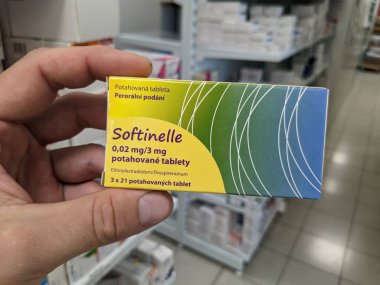 Potahovaná tableta.
Perorální podání
Softinelle
0,02 mg/3 mg
potahované tablety
Ethinylestradiolum/Drospirenonum
3 x 21 potahovaných tablet